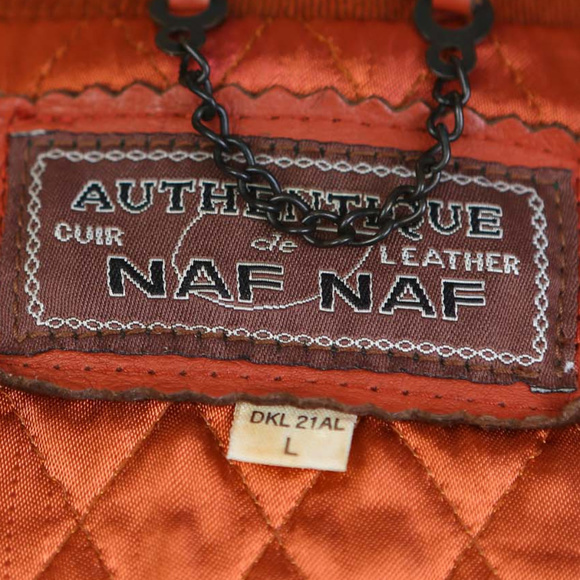 AUTHENTIQUE
CUIR de LEATHER
NAF NAF
DKL 21AL
L